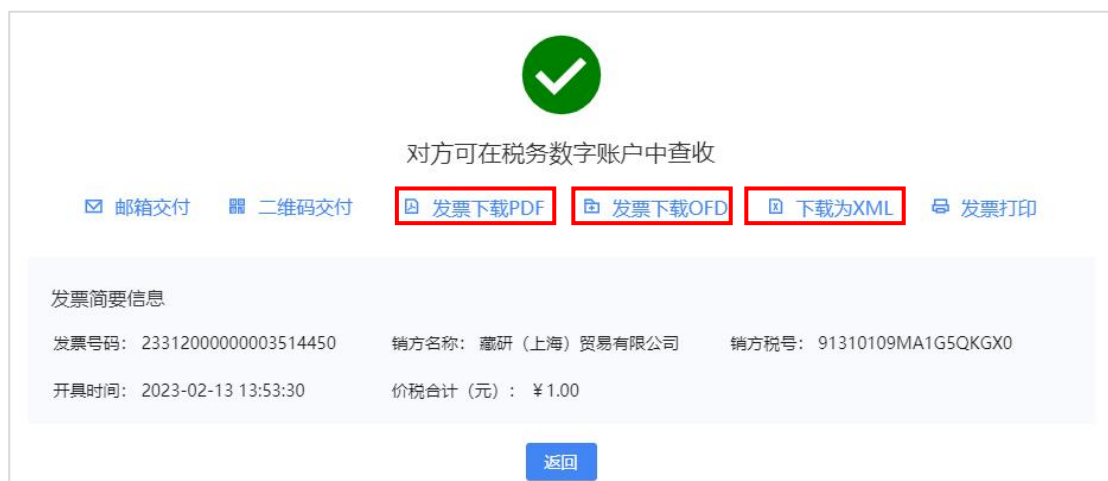 对方可在税务数字账户中查收
邮箱交付 二维码交付 发票下载PDF 发票下载OFD 下载为XML 发票打印
发票简要信息
发票号码： 23312000000003514450 销方名称： 藏研（上海）贸易有限公司 销方税号： 91310109MA1G5QKGX0
开具时间： 2023-02-13 13:53:30 价税合计（元）： ￥1.00
返回